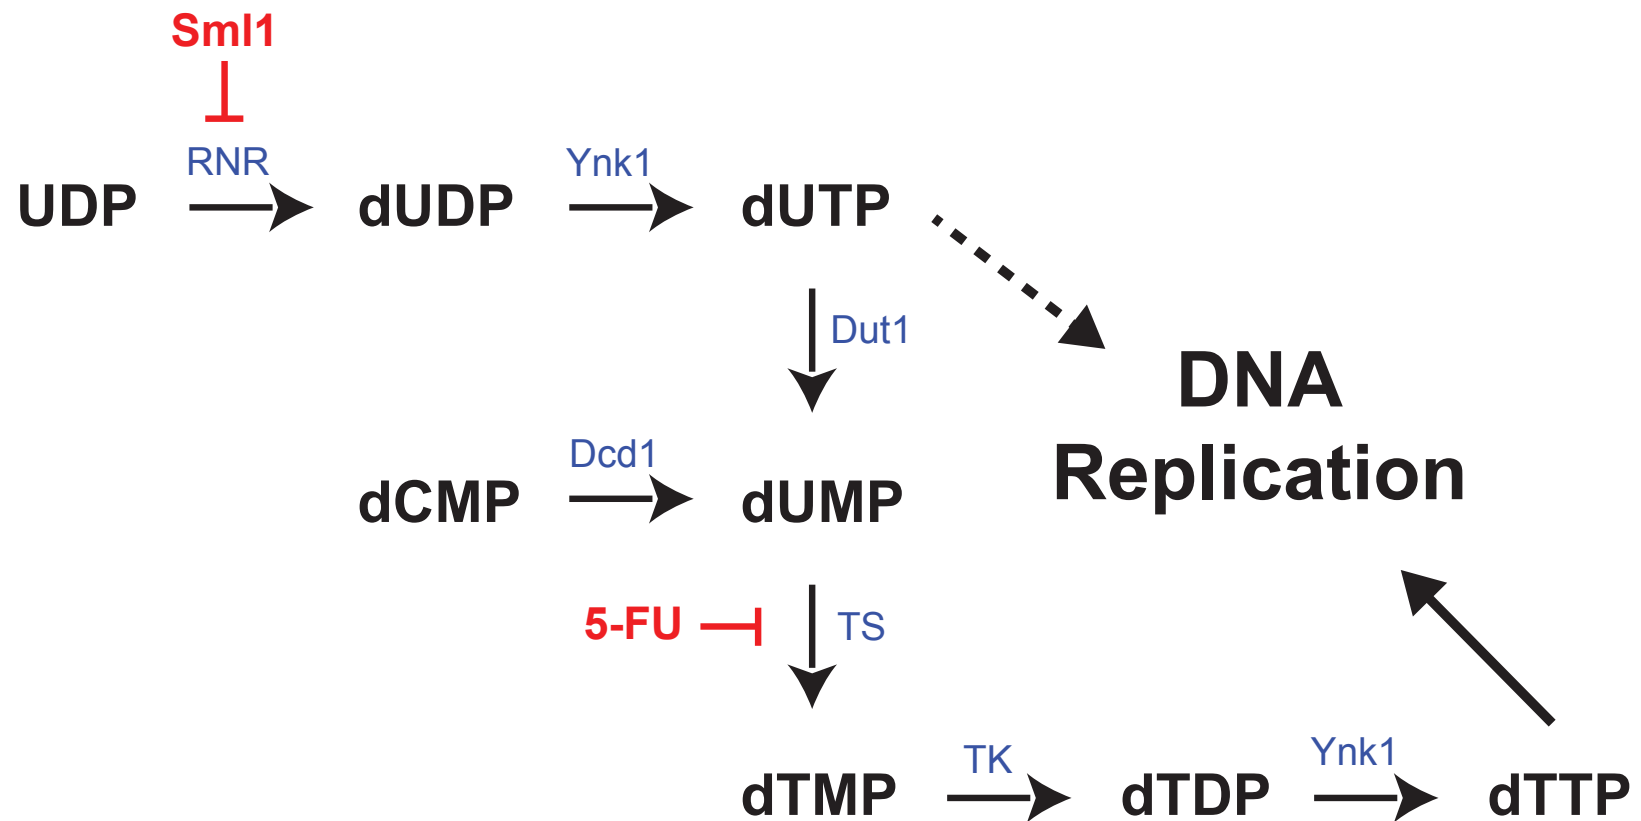 Sml1
RNR
Ynk1
UDP
dUDP
dUTP
Dut1
DNA
Replication
Dcd1
dCMP
dUMP
5-FU
TS
TK
Ynk1
dTMP
dTDP
dTTP